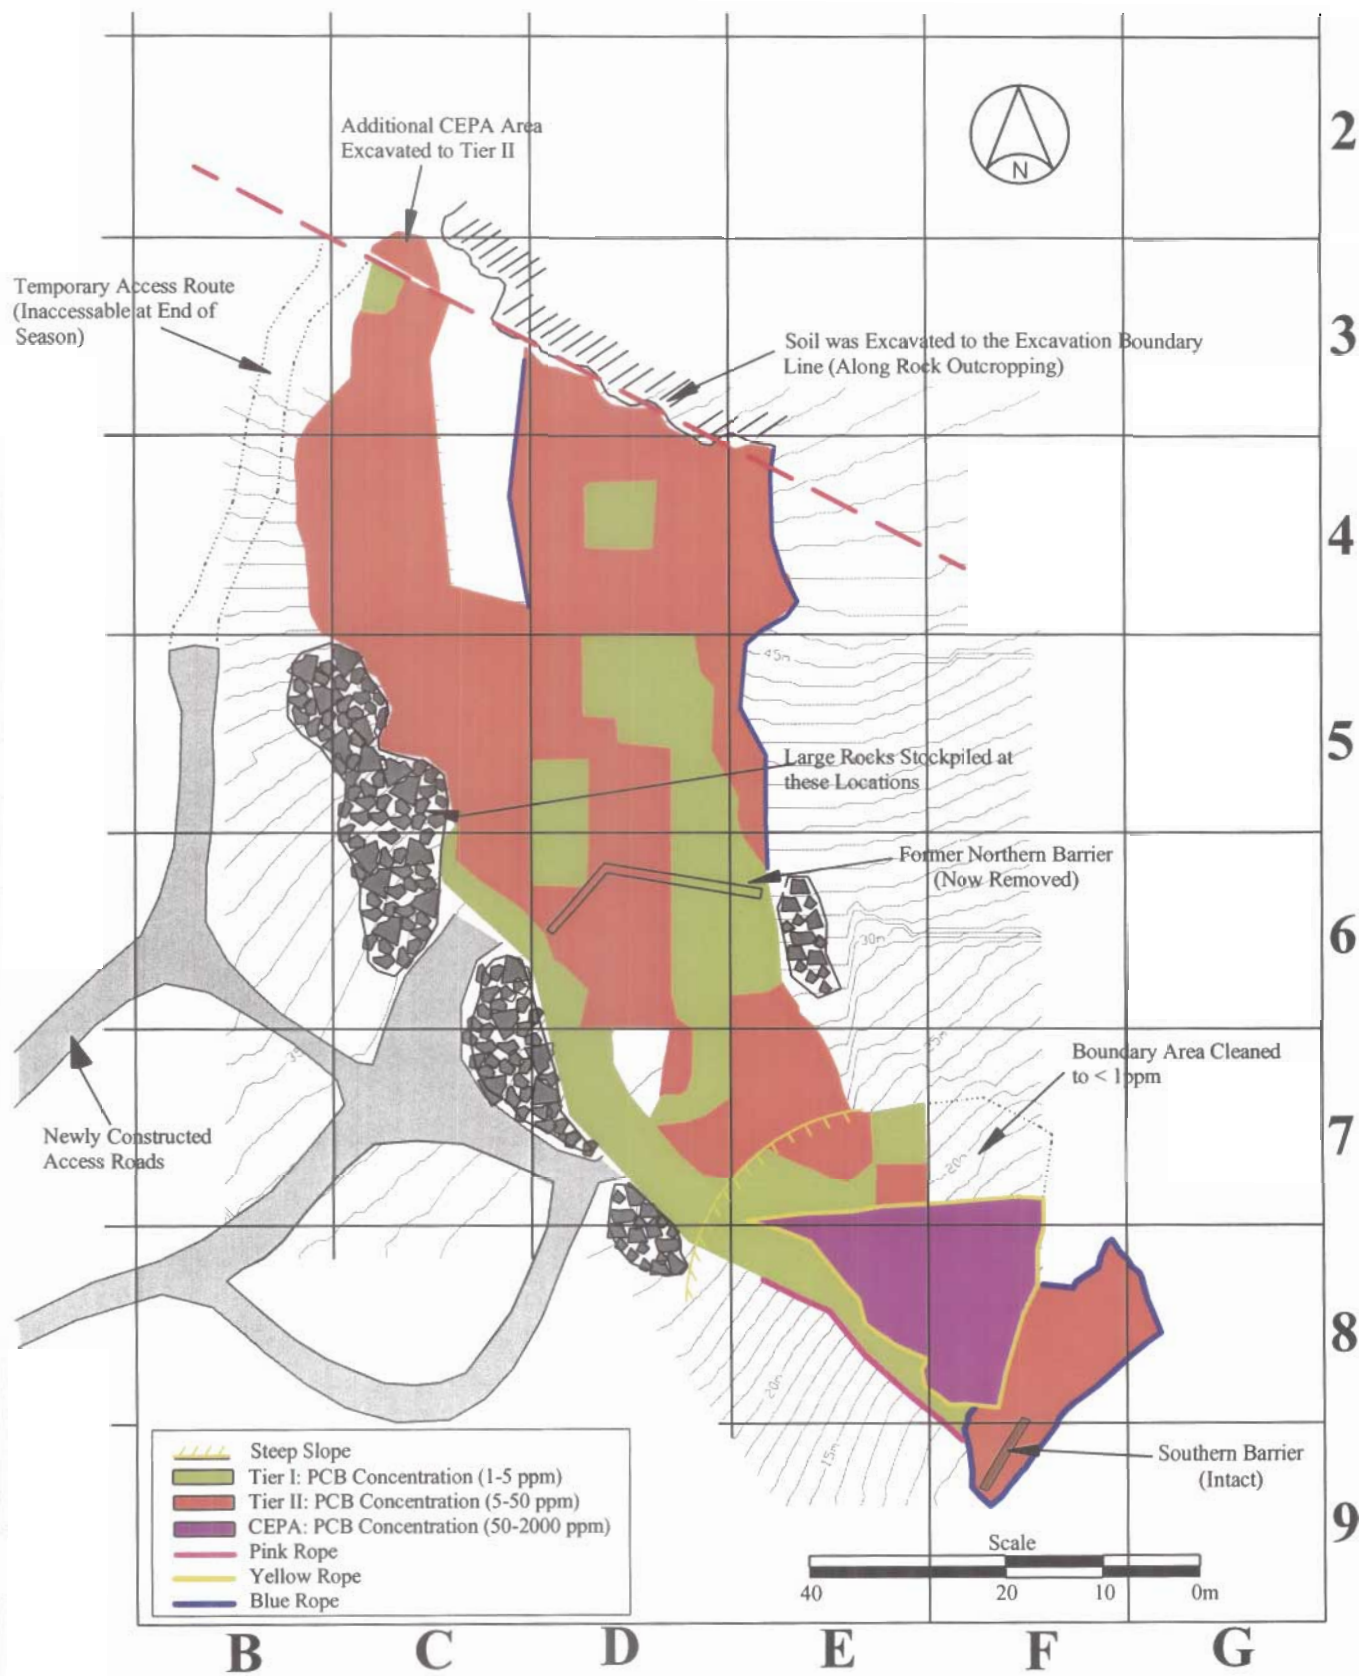 2
Additional CEPA Area
Excavated to Tier II
N
Temporary Access Route
(Inaccessable at End of
Season)
3
Soil was Excavated to the Excavation Boundary
Line (Along Rock Outcropping)
4
45m
5
Large Rocks Stockpiled at
these Locations
Former Northern Barrier
(Now Removed)
6
30m
25m
Boundary Area Cleaned
to < 1ppm
Newly Constructed
Access Roads
7
20m
8
20m
15m
Southern Barrier
(Intact)
Steep Slope
Tier I: PCB Concentration (1-5 ppm)
Tier II: PCB Concentration (5-50 ppm)
CEPA: PCB Concentration (50-2000 ppm)
Pink Rope
Yellow Rope
Blue Rope
9
Scale
40 20 10 0m
B C D E F G